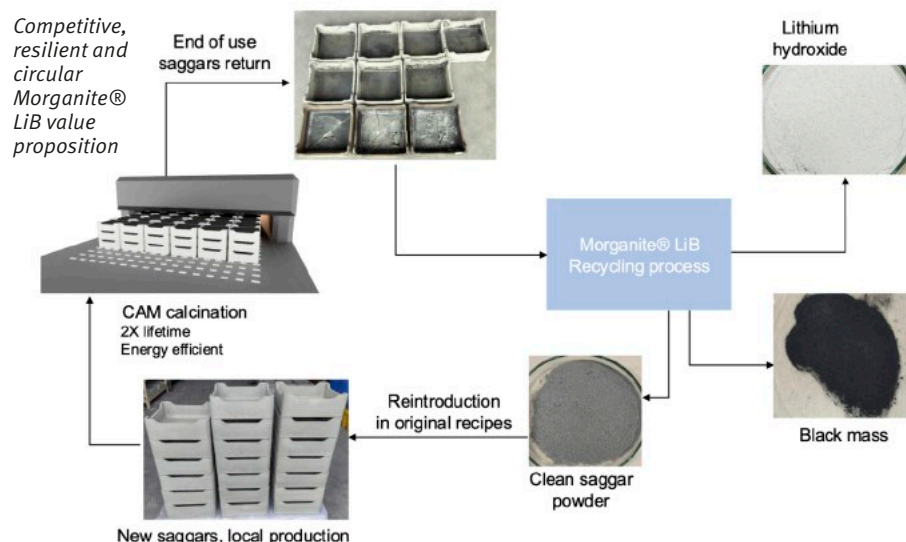 Competitive,
resilient and
circular
Morganite®
LiB value
proposition
End of use
saggars return
Lithium
hydroxide
Morganite® LiB
Recycling process
CAM calcination
2X lifetime
Energy efficient
Reintroduction
in original recipes
Black mass
Clean saggar
powder
New saggars, local production